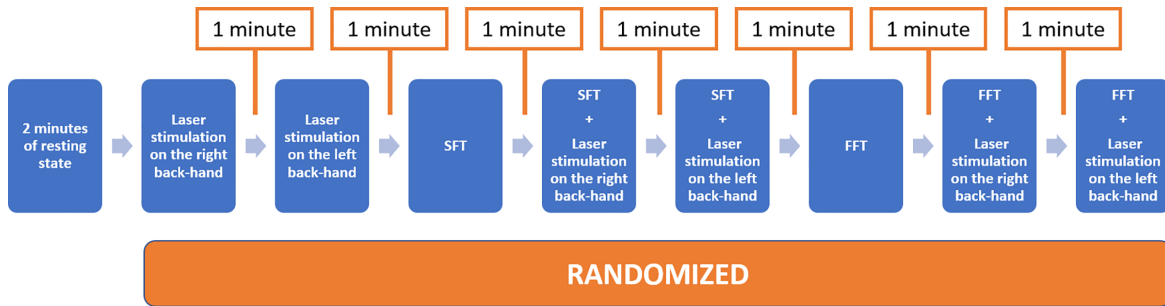 1 minute
1 minute
1 minute
1 minute
1 minute
1 minute
1 minute
2 minutes
of resting
state
Laser
stimulation
on the right
back-hand
Laser
stimulation
on the left
back-hand
SFT
SFT
+
Laser
stimulation
on the right
back-hand
SFT
+
Laser
stimulation
on the left
back-hand
FFT
FFT
+
Laser
stimulation
on the right
back-hand
FFT
+
Laser
stimulation
on the left
back-hand
RANDOMIZED